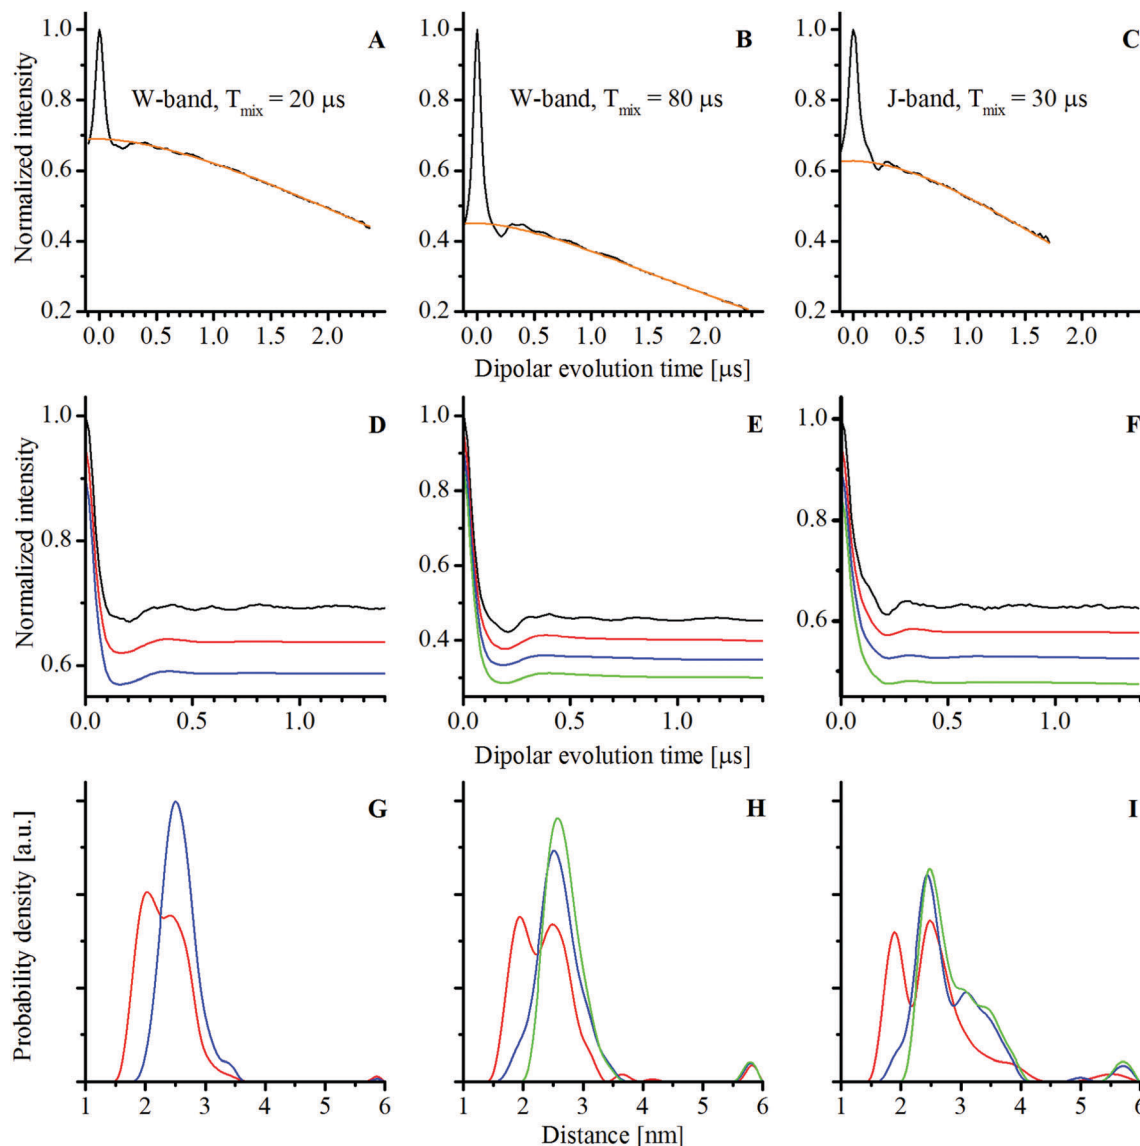 Normalized intensity
1.0
0.8
0.6
0.4
0.2
A
W-band, Tmix = 20 μs
0.0 0.5 1.0 1.5 2.0
1.0
0.8
0.6
0.4
0.2
B
W-band, Tmix = 80 μs
0.0 0.5 1.0 1.5 2.0
1.0
0.8
0.6
0.4
0.2
C
J-band, Tmix = 30 μs
0.0 0.5 1.0 1.5 2.0
Dipolar evolution time [μs]
Normalized intensity
1.0
0.8
0.6
D
0.0 0.5 1.0
1.0
0.8
0.6
0.4
E
0.0 0.5 1.0
1.0
0.8
0.6
F
0.0 0.5 1.0
Dipolar evolution time [μs]
Probability density [a.u.]
G
1 2 3 4 5 6
H
1 2 3 4 5 6
I
1 2 3 4 5 6
Distance [nm]